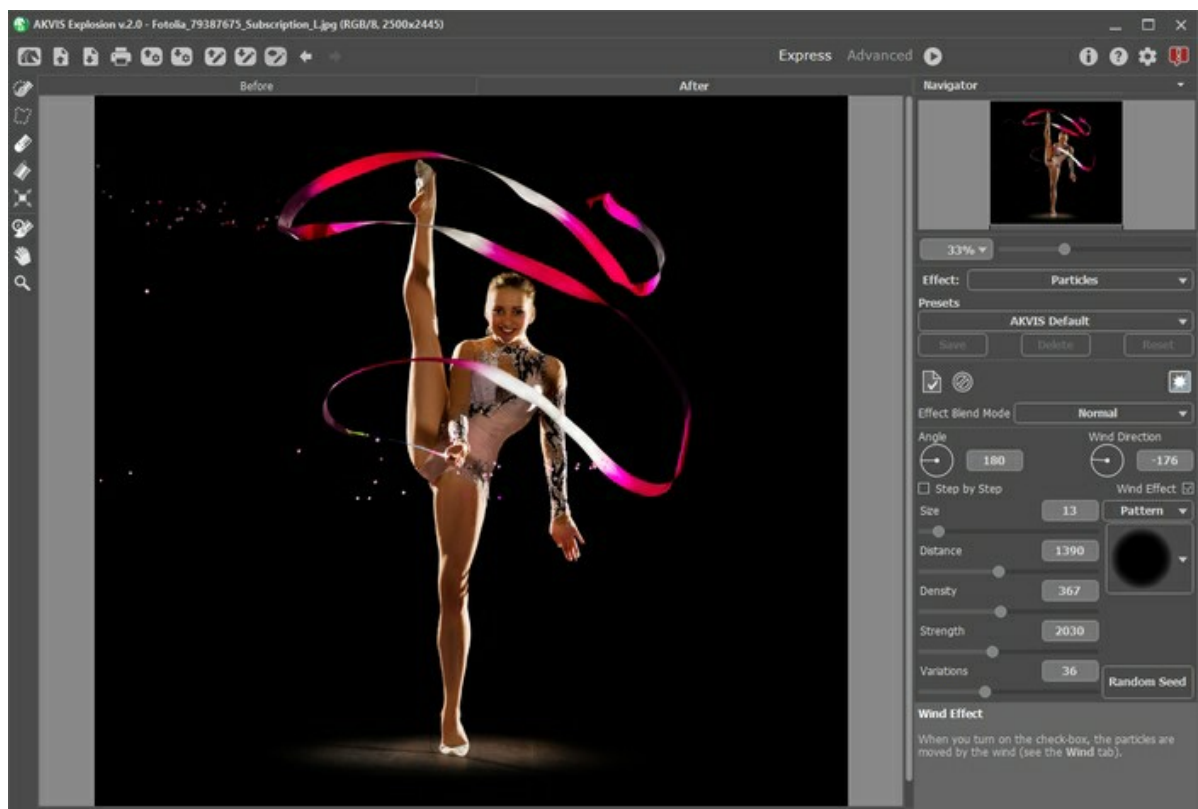 AKVIS Explosion v.2.0 - Fotolia_79387675_Subscription_L.jpg (RGB/8, 2500x2445)
Express Advanced
Before After
Navigator
33%
Effect: Particles
Presets
AKVIS Default
Save Delete Reset
Effect Blend Mode Normal
Angle Wind Direction
180 -176
Step by Step Wind Effect
Size 13 Pattern
Distance 1390
Density 367
Strength 2030
Variations 36
Random Seed
Wind Effect
When you turn on the check-box, the particles are
moved by the wind (see the Wind tab).